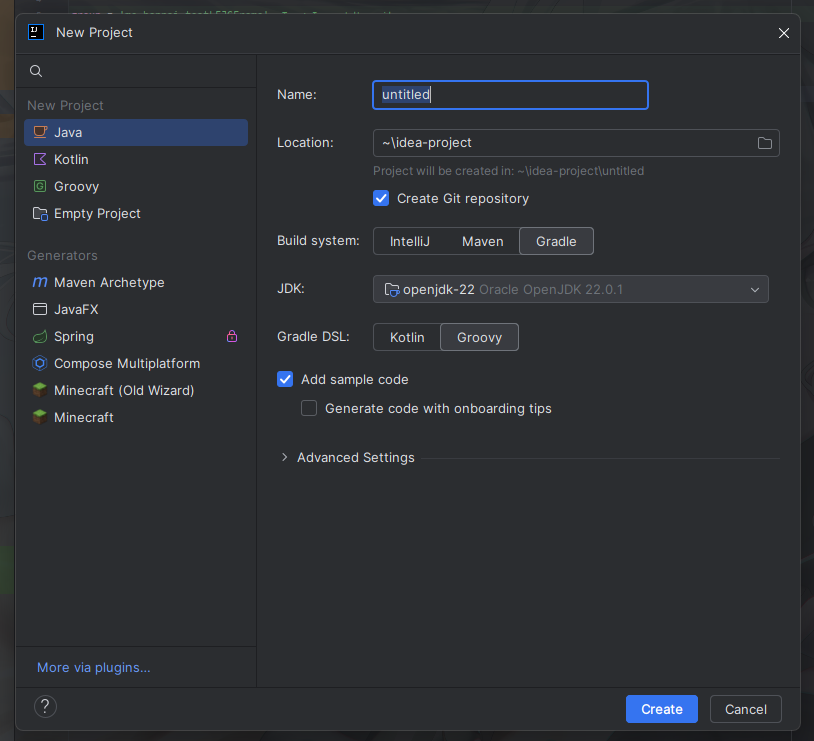 New Project
New Project
Java
Kotlin
Groovy
Empty Project
Generators
Maven Archetype
JavaFX
Spring
Compose Multiplatform
Minecraft (Old Wizard)
Minecraft
More via plugins...
Name: untitled
Location: ~\idea-project
Project will be created in: ~\idea-project\untitled
Create Git repository
Build system: IntelliJ Maven Gradle
JDK: openjdk-22 Oracle OpenJDK 22.0.1
Gradle DSL: Kotlin Groovy
Add sample code
Generate code with onboarding tips
Advanced Settings
? Create Cancel